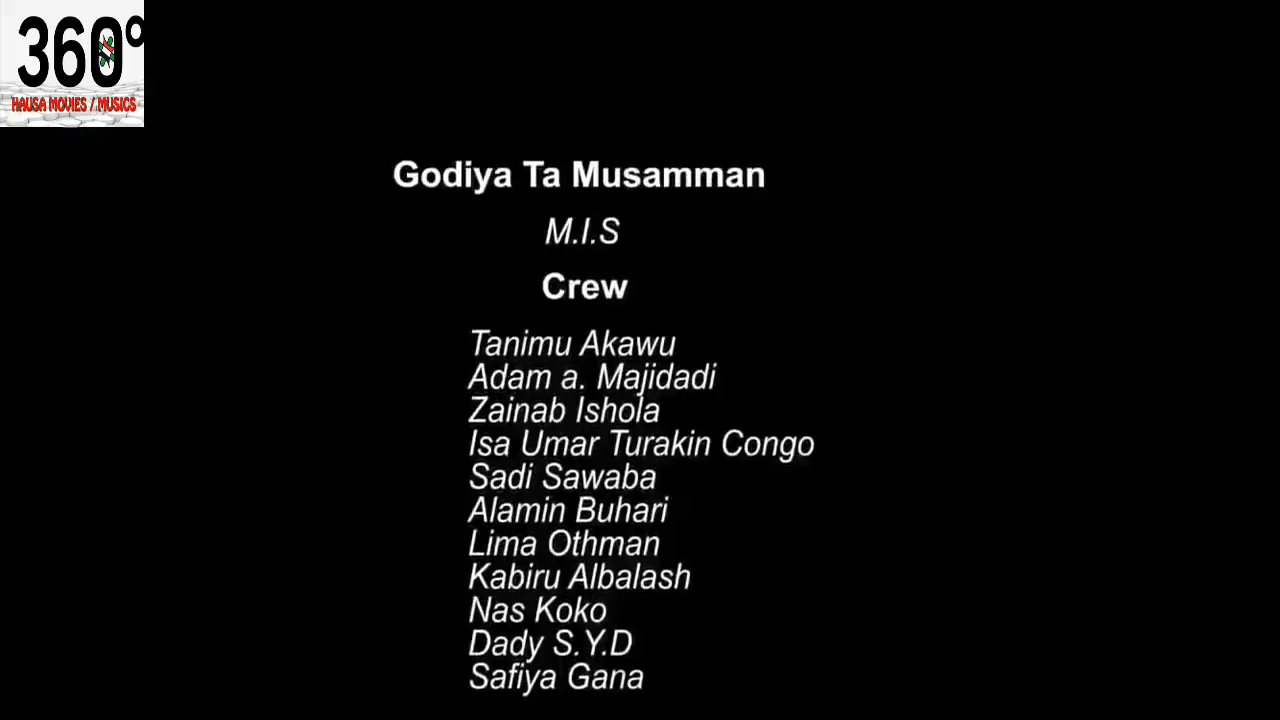 360°
HAUSA MOVIES / MUSICS
Godiya Ta Musamman
M.I.S
Crew
Tanimu Akawu
Adam a. Majidadi
Zainab Ishola
Isa Umar Turakin Congo
Sadi Sawaba
Alamin Buhari
Lima Othman
Kabiru Albalash
Nas Koko
Dady S.Y.D
Safiya Gana